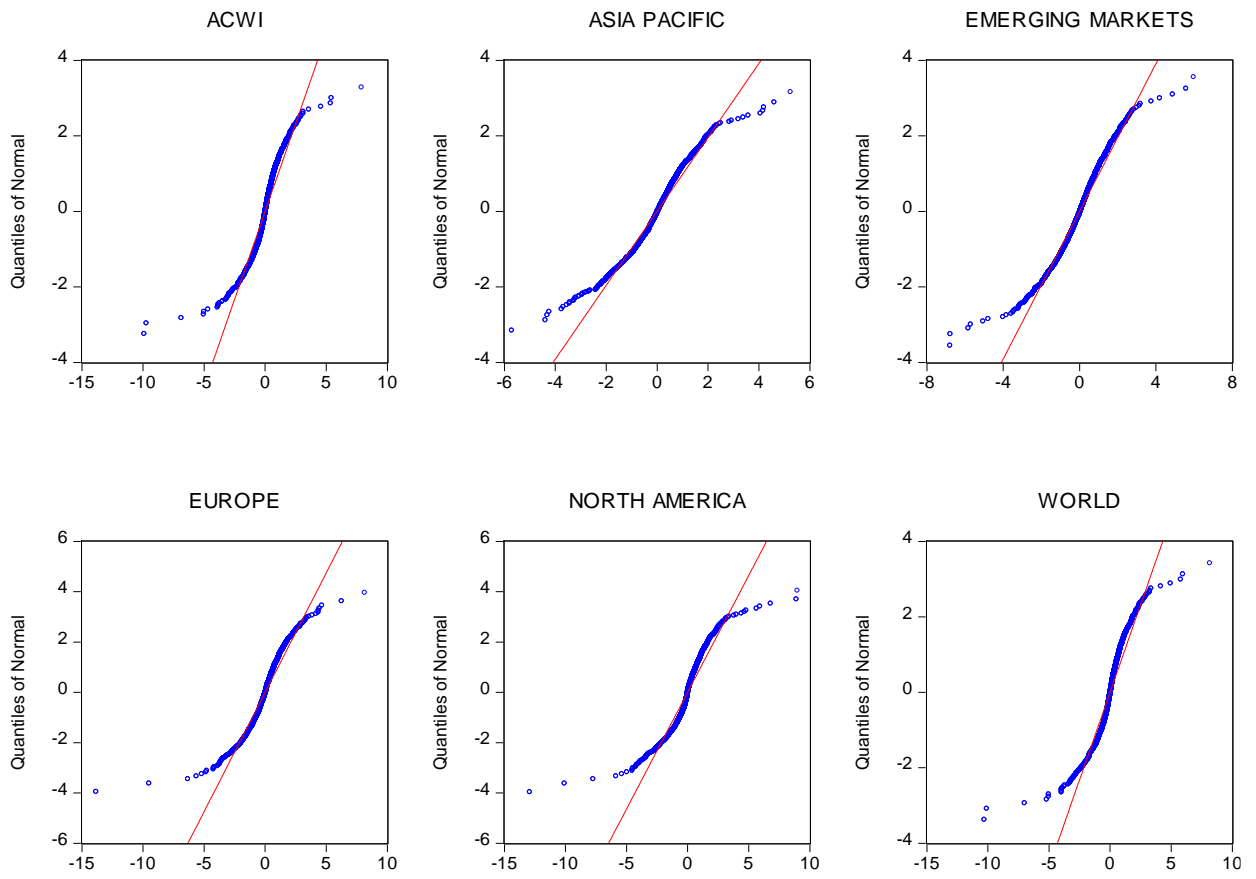 ACWI
4
2
0
-2
-4
-15 -10 -5 0 5 10
Quantiles of Normal
ASIA PACIFIC
4
2
0
-2
-4
-6 -4 -2 0 2 4 6
Quantiles of Normal
EMERGING MARKETS
4
2
0
-2
-4
-8 -4 0 4 8
Quantiles of Normal
EUROPE
6
4
2
0
-2
-4
-6
-15 -10 -5 0 5 10
Quantiles of Normal
NORTH AMERICA
6
4
2
0
-2
-4
-6
-15 -10 -5 0 5 10
Quantiles of Normal
WORLD
4
2
0
-2
-4
-15 -10 -5 0 5 10
Quantiles of Normal